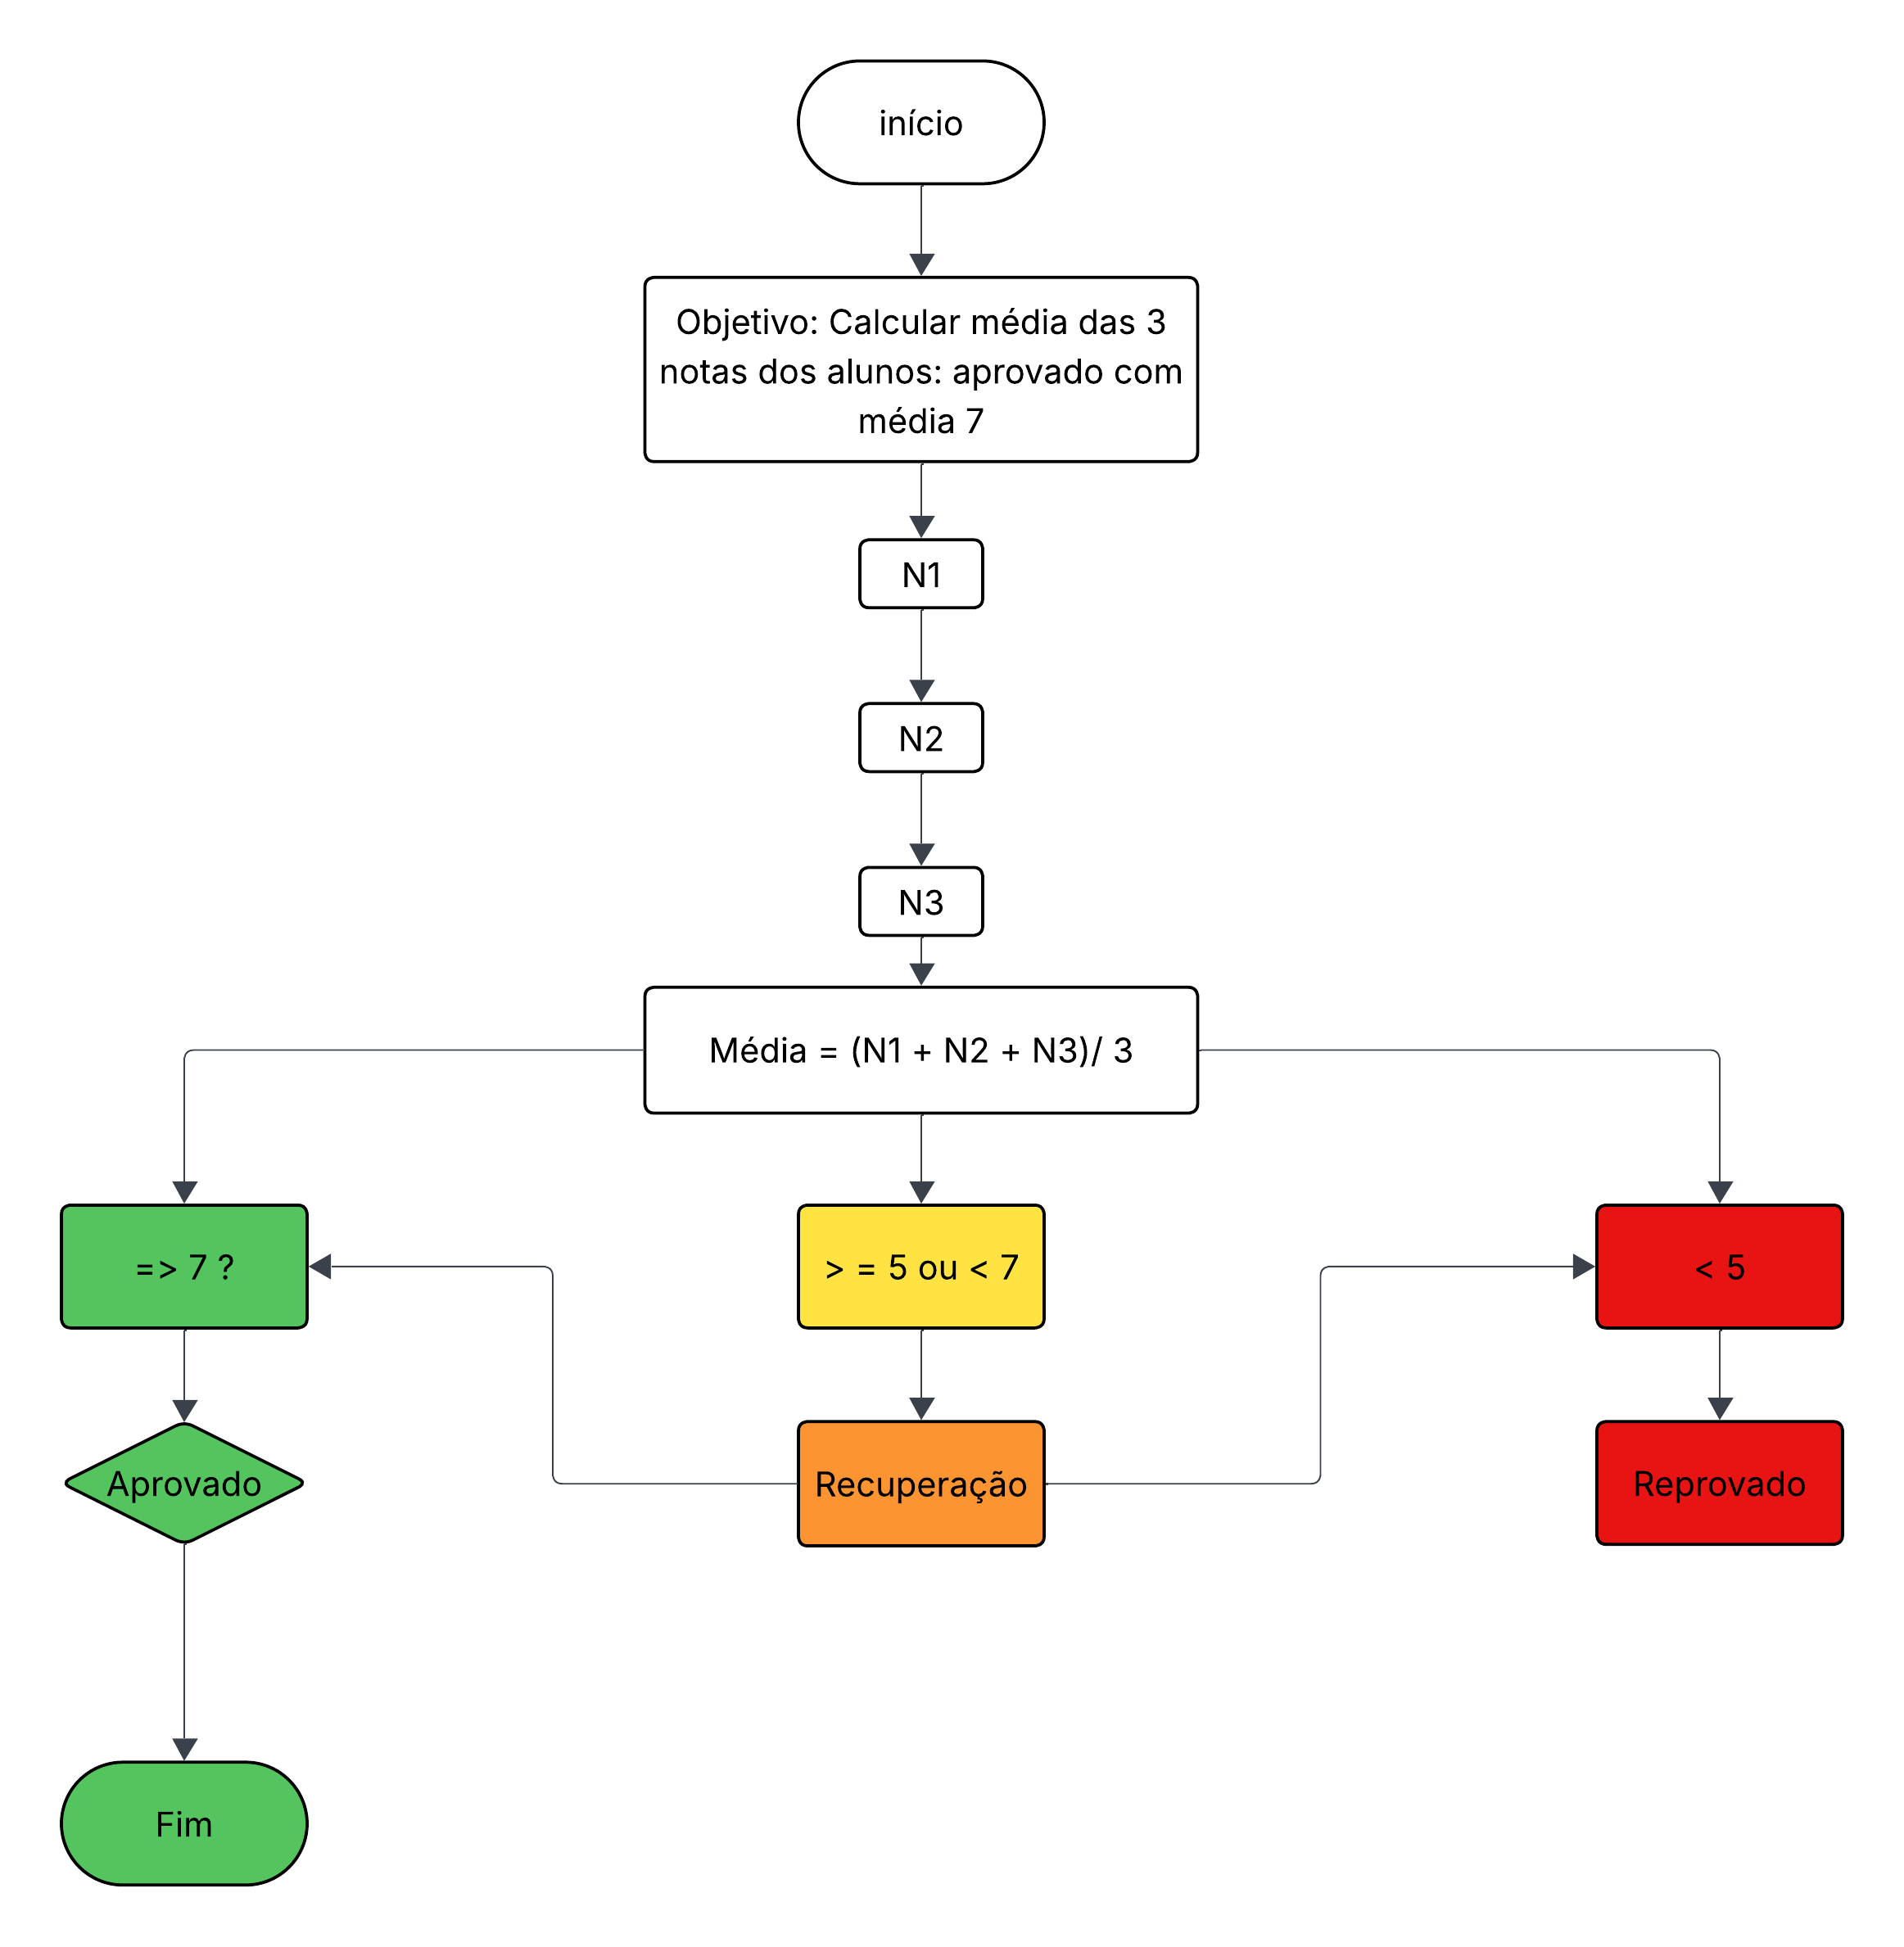 início
Objetivo: Calcular média das 3
notas dos alunos: aprovado com
média 7
N1
N2
N3
Média = (N1 + N2 + N3)/ 3
=> 7 ?
> = 5 ou < 7
< 5
Aprovado
Recuperação
Reprovado
Fim